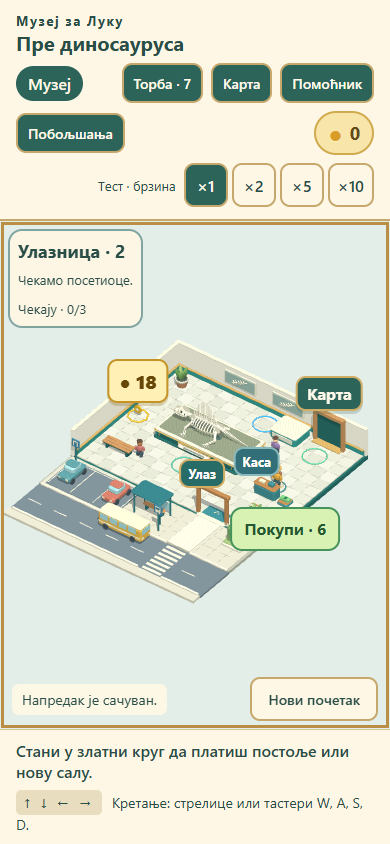 Музеј за Луку
Пре диносауруса
Музеј
Торба · 7
Карта
Помоћник
Побољшања
0
Тест · брзина
×1
×2
×5
×10
Улазница · 2
Чекамо посетиоце.
Чекају · 0/3
18
Карта
Каса
Улаз
Покупи · 6
Напредак је сачуван.
Нови почетак
Стани у златни круг да платиш постоље или
нову салу.
↑ ↓ ← → Кретање: стрелице или тастери W, A, S,
D.